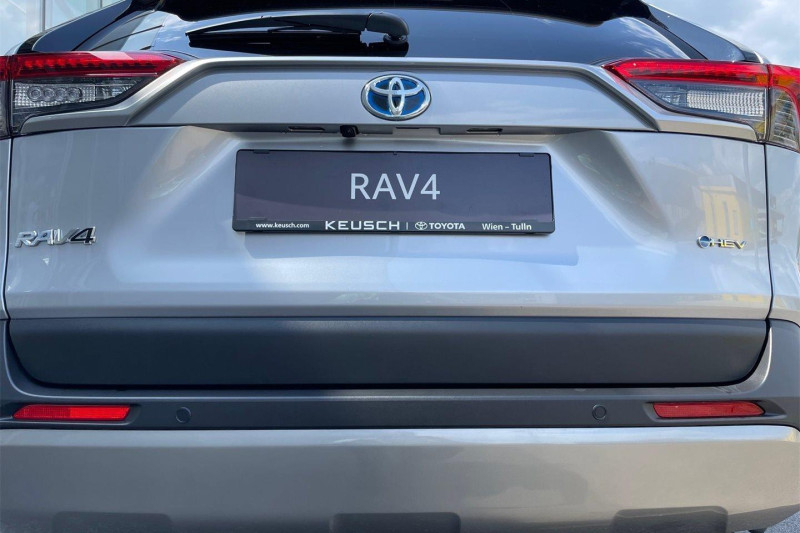 RAV4
www.keusch.com KEUSCH | TOYOTA Wien - Tulln
RAV4
HEV